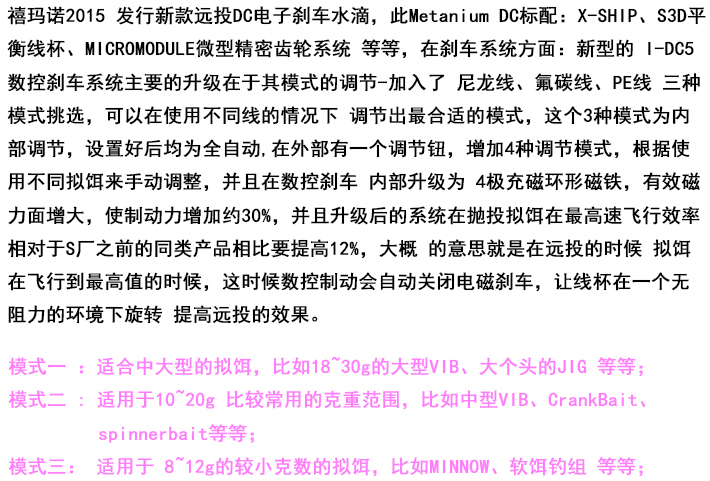 禧玛诺2015 发行新款远投DC电子刹车水滴，此Metanium DC标配：X-SHIP、S3D平
衡线杯、MICROMODULE微型精密齿轮系统 等等，在刹车系统方面：新型的 I-DC5
数控刹车系统主要的升级在于其模式的调节-加入了 尼龙线、氟碳线、PE线 三种
模式挑选，可以在使用不同线的情况下 调节出最合适的模式，这个3种模式为内
部调节，设置好后均为全自动,在外部有一个调节钮，增加4种调节模式，根据使
用不同拟饵来手动调整，并且在数控刹车 内部升级为 4极充磁环形磁铁，有效磁
力面增大，使制动力增加约30%，并且升级后的系统在抛投拟饵在最高速飞行效率
相对于S厂之前的同类产品相比要提高12%，大概 的意思就是在远投的时候 拟饵
在飞行到最高值的时候，这时候数控制动会自动关闭电磁刹车，让线杯在一个无
阻力的环境下旋转 提高远投的效果。
模式一 ：适合中大型的拟饵，比如18~30g的大型VIB、大个头的JIG 等等；
模式二 ：适用于10~20g 比较常用的克重范围，比如中型VIB、CrankBait、
spinnerbait等等；
模式三： 适用于 8~12g的较小克数的拟饵，比如MINNOW、软饵钓组 等等；